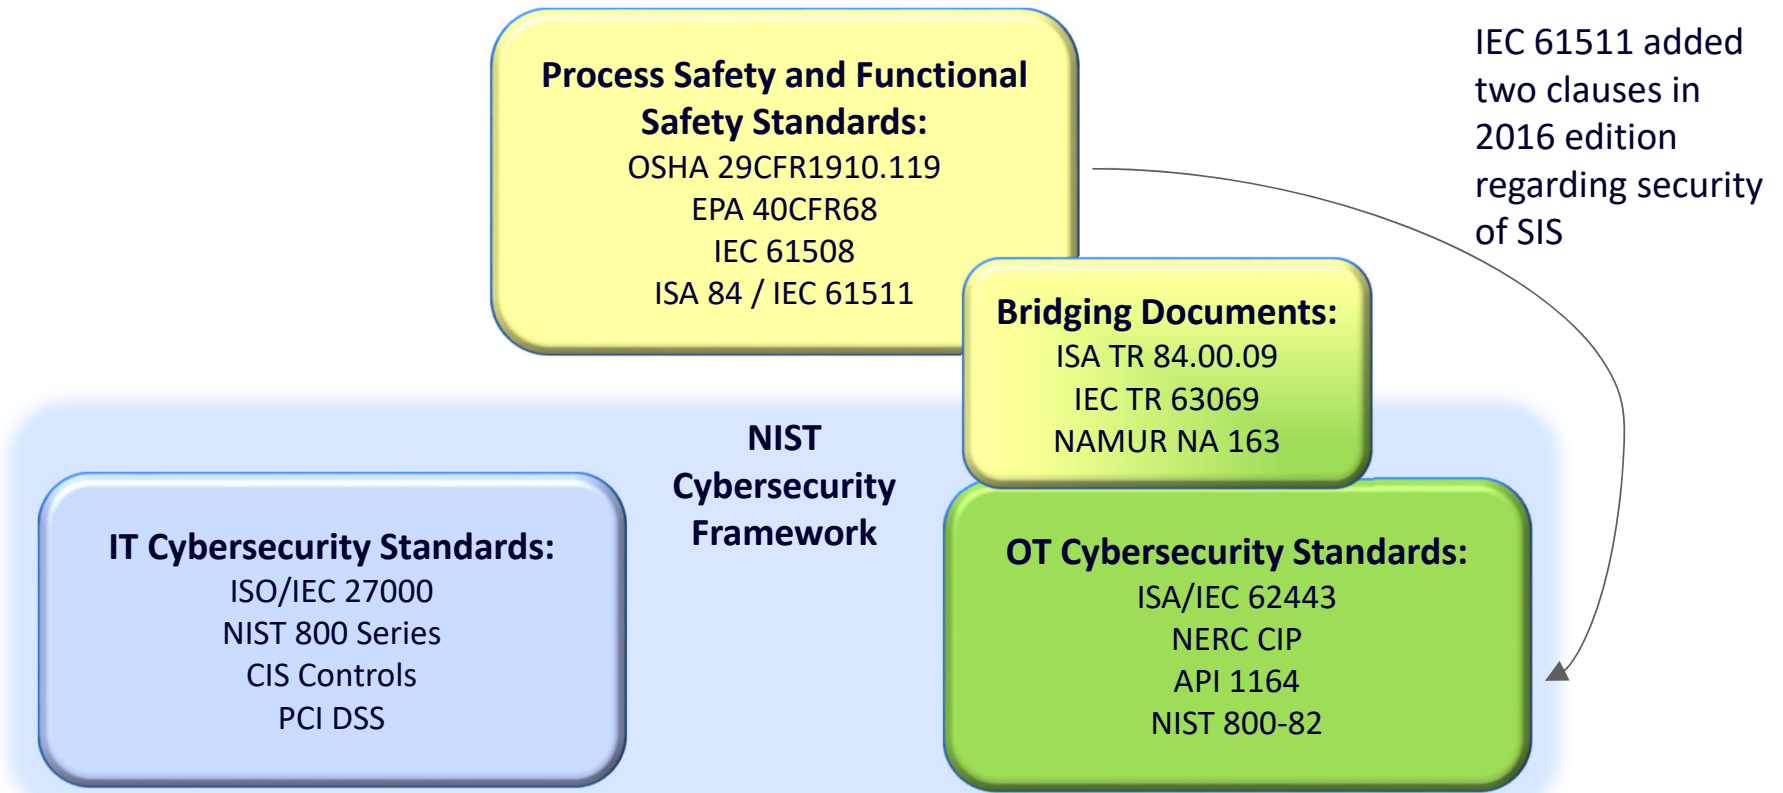 Process Safety and Functional
Safety Standards:
OSHA 29CFR1910.119
EPA 40CFR68
IEC 61508
ISA 84 / IEC 61511
IEC 61511 added
two clauses in
2016 edition
regarding security
of SIS
Bridging Documents:
ISA TR 84.00.09
IEC TR 63069
NAMUR NA 163
NIST
Cybersecurity
Framework
IT Cybersecurity Standards:
ISO/IEC 27000
NIST 800 Series
CIS Controls
PCI DSS
OT Cybersecurity Standards:
ISA/IEC 62443
NERC CIP
API 1164
NIST 800-82